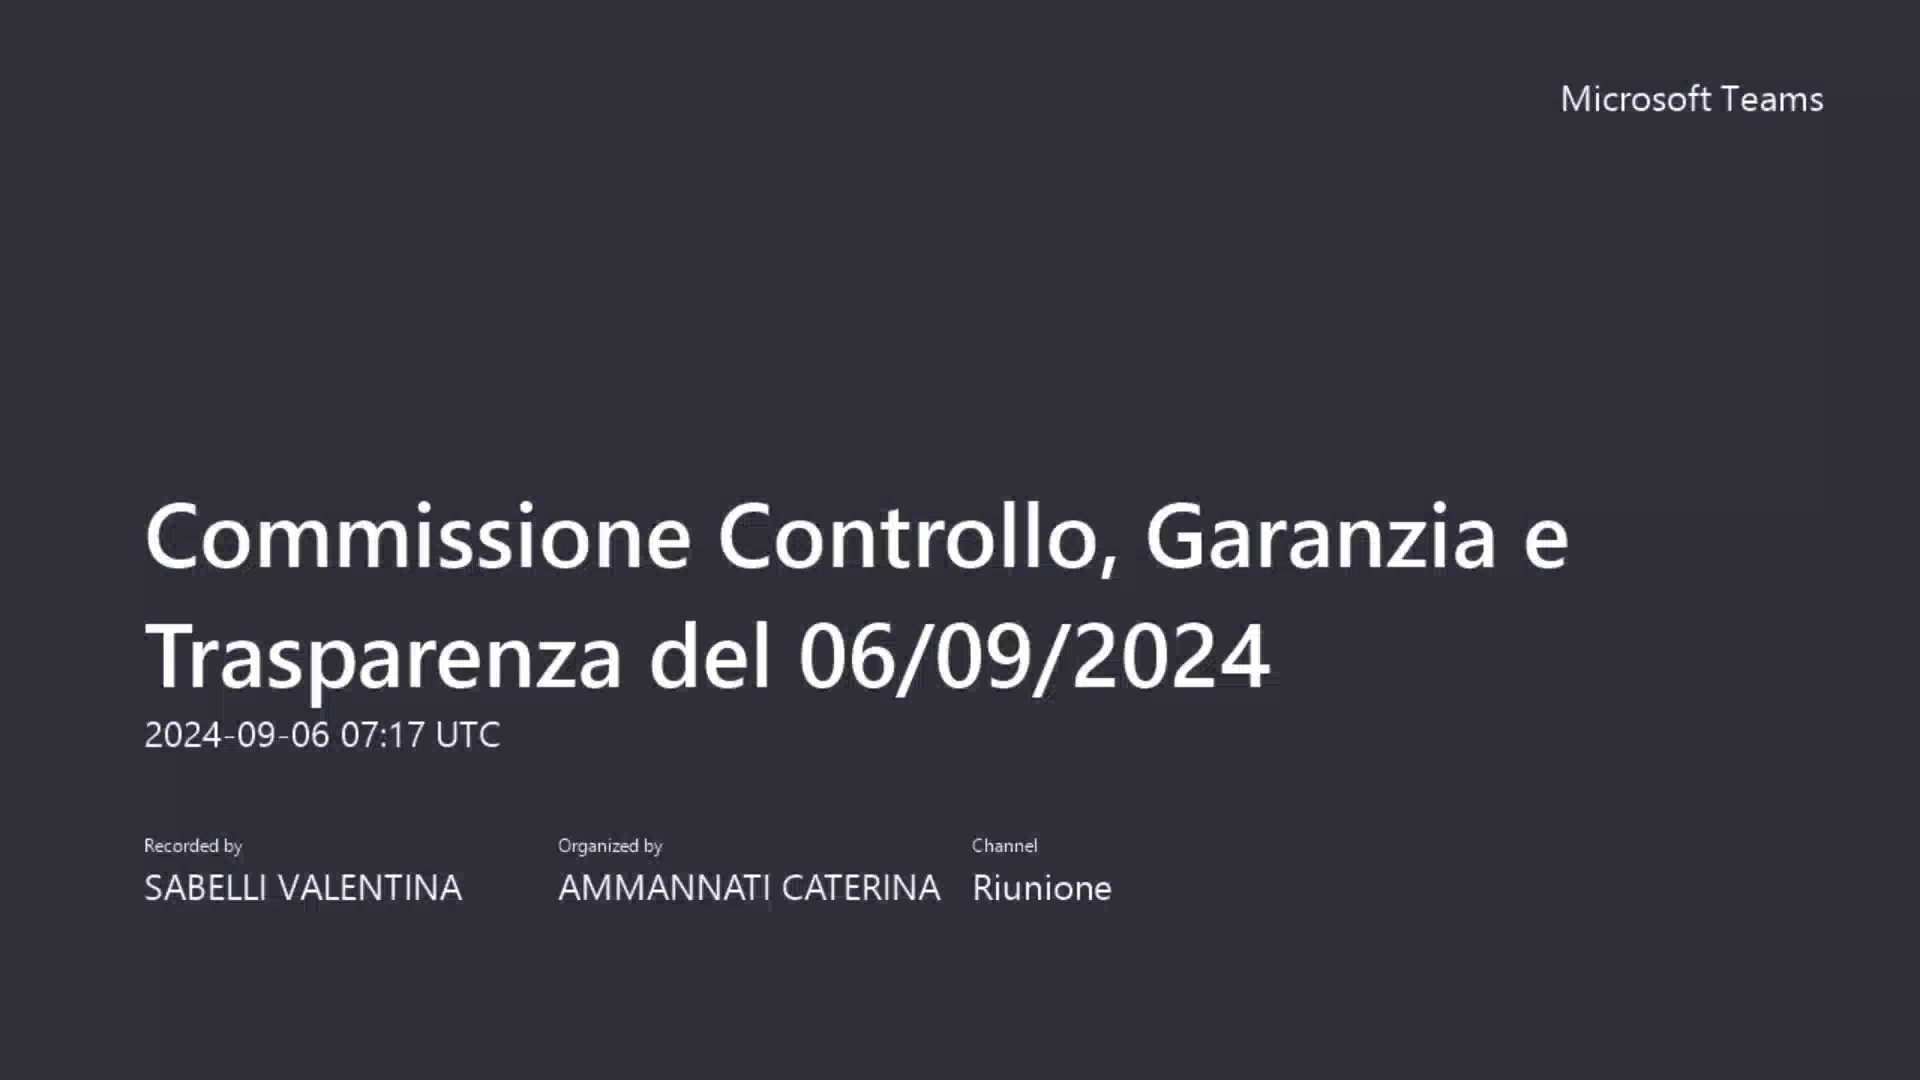 Microsoft Teams
Commissione Controllo, Garanzia e
Trasparenza del 06/09/2024
2024-09-06 07:17 UTC
Recorded by
SABELLI VALENTINA
Organized by
AMMANNATI CATERINA
Channel
Riunione